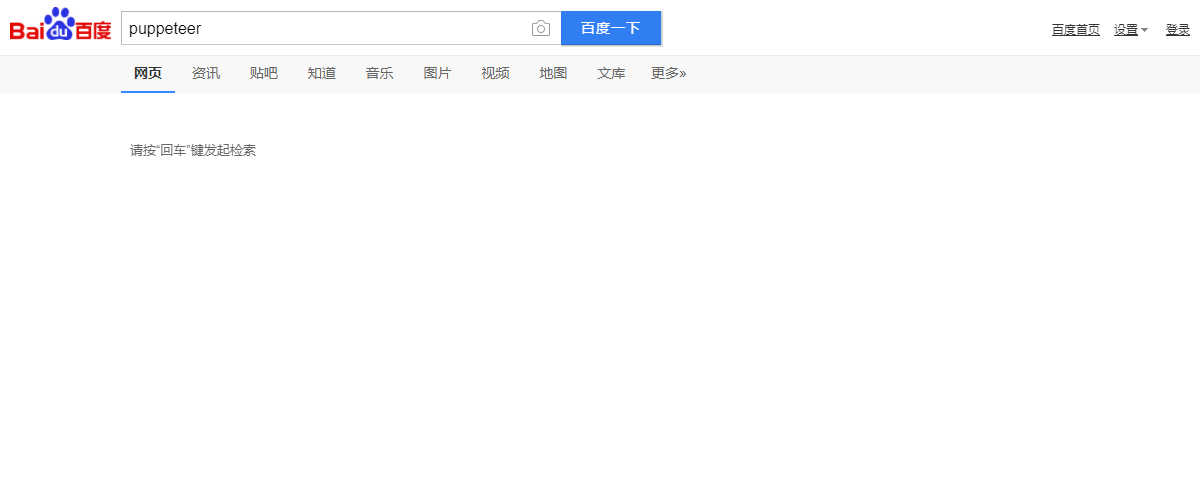 Bai du 百度 puppeteer 百度一下 百度首页 设置 登录
网页 资讯 贴吧 知道 音乐 图片 视频 地图 文库 更多»
请按“回车”键发起检索